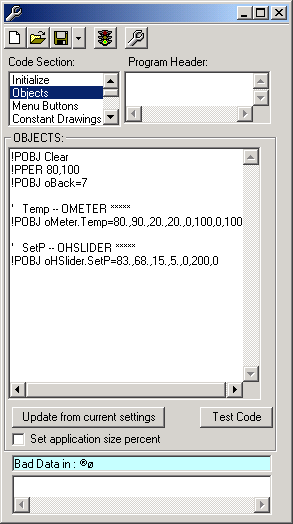 Code Section:
Program Header:
Initialize
Objects
Menu Buttons
Constant Drawings
OBJECTS:
!POBJ Clear
!PPER 80,100
!POBJ oBack=7
' Temp -- OMETER *****
!POBJ oMeter.Temp=80.,90.,20.,20.,0,100,0,100
' SetP -- OHSLIDER *****
!POBJ oHSlider.SetP=83.,68.,15.,5.,0,200,0
Update from current settings
Test Code
Set application size percent
Bad Data in : ®ø